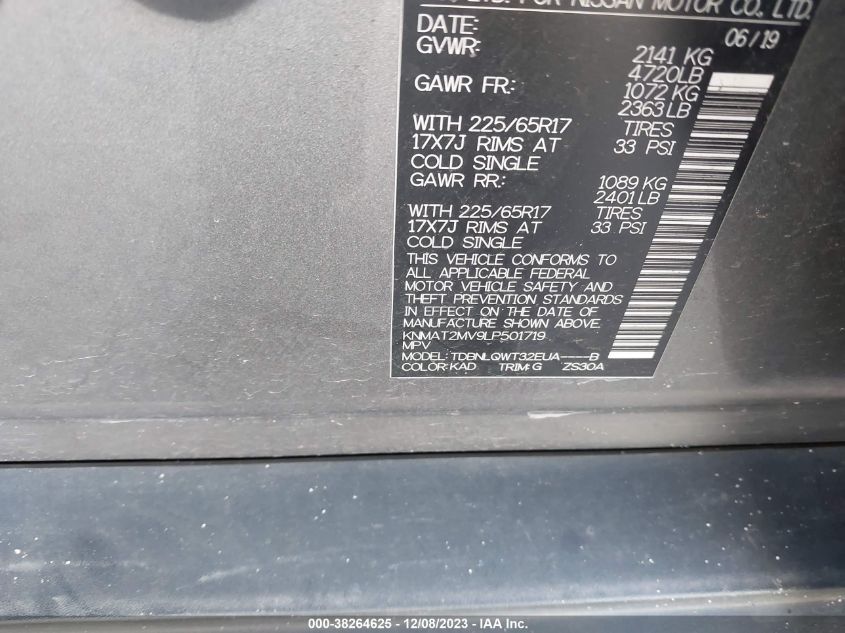 LTD. FOR NISSAN MOTOR CO., LTD.
DATE: 06/19
GVWR: 2141 KG
4720LB
GAWR FR.: 1072 KG
2363 LB
WITH 225/65R17 TIRES
17X7J RIMS AT 33 PSI
COLD SINGLE
GAWR RR.: 1089 KG
2401 LB
WITH 225/65R17 TIRES
17X7J RIMS AT 33 PSI
COLD SINGLE
THIS VEHICLE CONFORMS TO
ALL APPLICABLE FEDERAL
MOTOR VEHICLE SAFETY AND
THEFT PREVENTION STANDARDS
IN EFFECT ON THE DATE OF
MANUFACTURE SHOWN ABOVE.
KNMAT2MV9LP501719
MPV
MODEL: TDBNLQWT32EUA----B
COLOR: KAD TRIM: G ZS30A
000-38264625 - 12/08/2023 - IAA Inc.